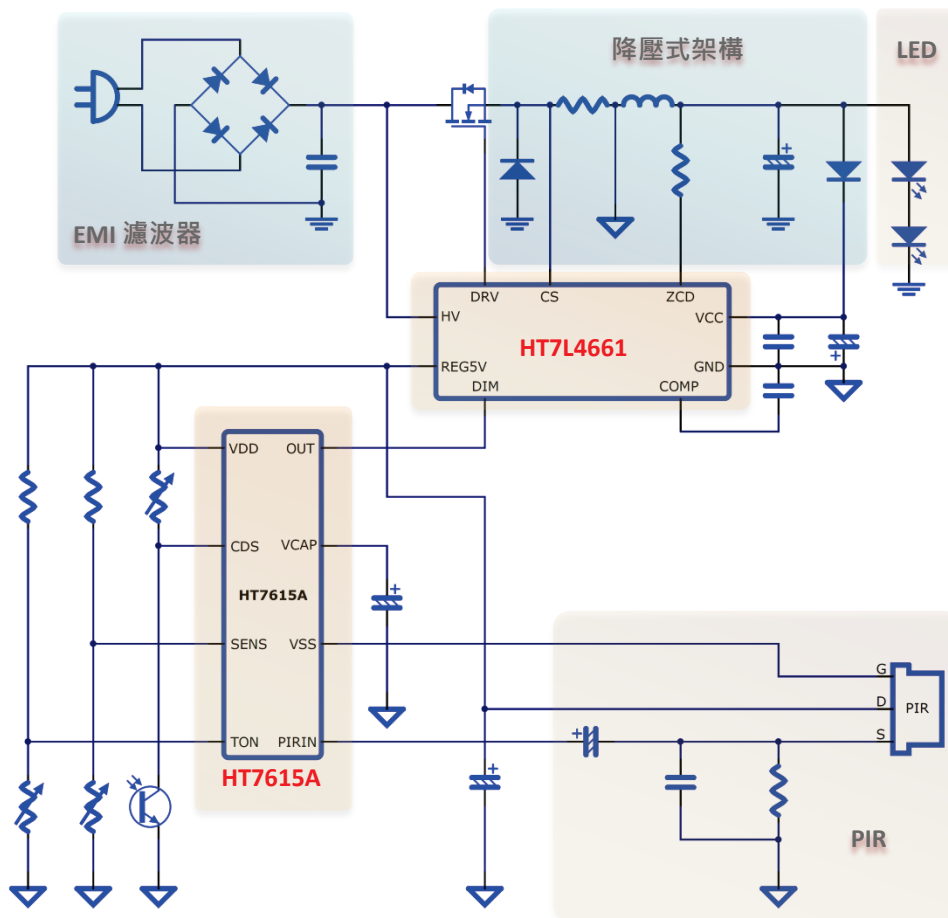 降壓式架構
LED
EMI 濾波器
DRV
CS
ZCD
HV
VCC
HT7L4661
REG5V
GND
DIM
COMP
VDD
OUT
CDS
VCAP
HT7615A
SENS
VSS
G
D
PIR
S
TON
PIRIN
HT7615A
PIR